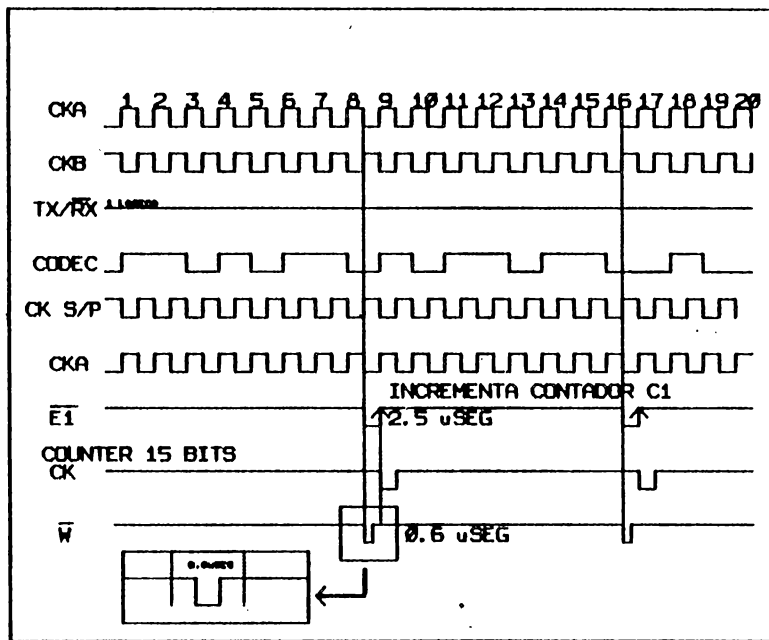 1 2 3 4 5 6 7 8 9 10 11 12 13 14 15 16 17 18 19 20
CKA
CKB
TX/RX
CODEC
CK S/P
CKA
INCREMENTA CONTADOR C1
E1
2.5 uSEG
COUNTER 15 BITS
CK
W
0.6 uSEG